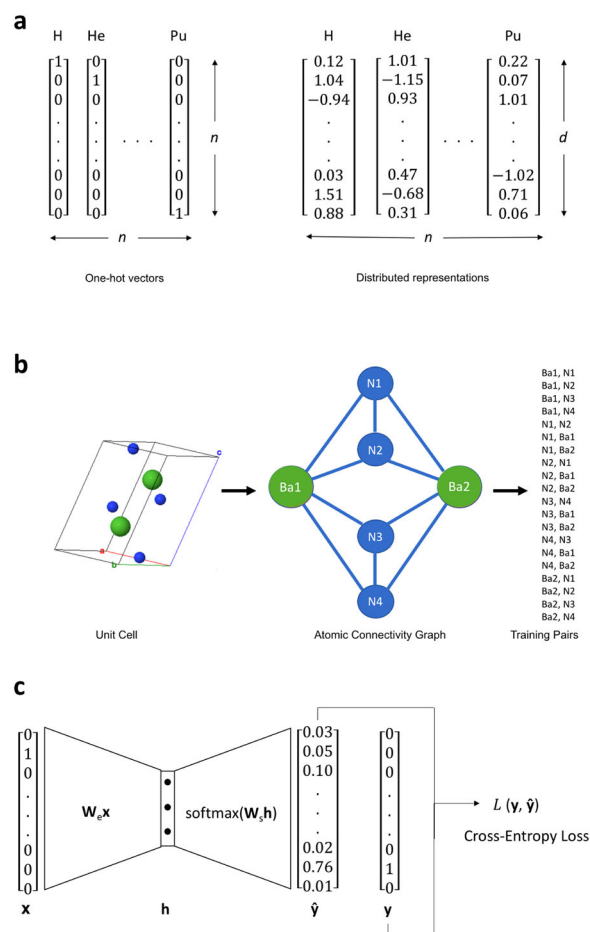 a
H He Pu
1 0 0
0 1 0
0 0 0
. . .
. . . . . .
. . .
0 0 0
0 0 0
0 0 1
n
n
One-hot vectors
H He Pu
0.12 1.01 0.22
1.04 −1.15 0.07
−0.94 0.93 1.01
. . .
. . .
. . . . . .
0.03 0.47 −1.02
1.51 −0.68 0.71
0.88 0.31 0.06
d
n
Distributed representations
b
c
a
b
Unit Cell
N1
N2
Ba1
Ba2
N3
N4
Atomic Connectivity Graph
Ba1, N1
Ba1, N2
Ba1, N3
Ba1, N4
N1, N2
N1, Ba1
N1, Ba2
N2, N1
N2, Ba1
N2, Ba2
N3, N4
N3, Ba1
N3, Ba2
N4, N3
N4, Ba1
N4, Ba2
Ba2, N1
Ba2, N2
Ba2, N3
Ba2, N4
Training Pairs
c
0
1
0
.
.
.
0
0
0
x
Wₑx
h
softmax(Wₛh)
0.03
0.05
0.10
.
.
.
0.02
0.76
0.01
ŷ
0
0
0
.
.
.
0
1
0
y
L (y, ŷ)
Cross-Entropy Loss